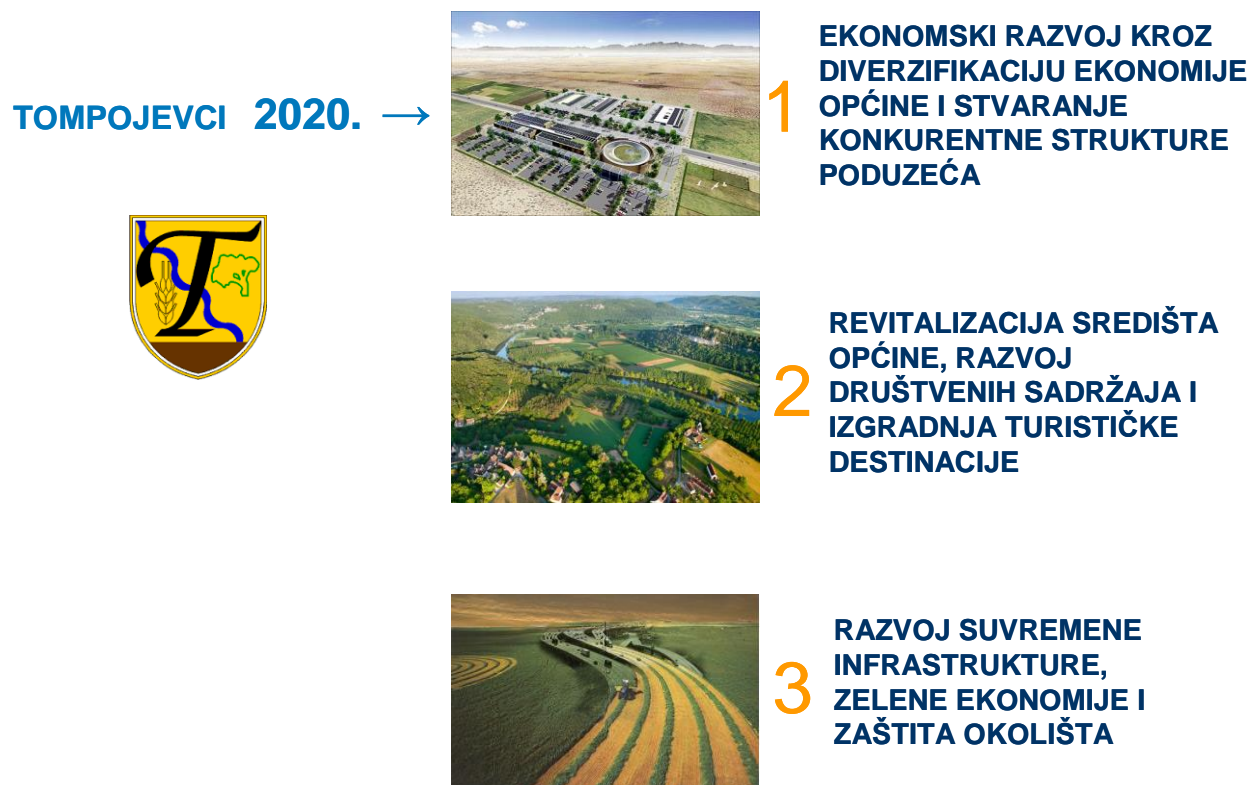 TOMPOJEVCI 2020. →
1
EKONOMSKI RAZVOJ KROZ
DIVERZIFIKACIJU EKONOMIJE
OPĆINE I STVARANJE
KONKURENTNE STRUKTURE
PODUZEĆA
T
2
REVITALIZACIJA SREDIŠTA
OPĆINE, RAZVOJ
DRUŠTVENIH SADRŽAJA I
IZGRADNJA TURISTIČKE
DESTINACIJE
3
RAZVOJ SUVREMENE
INFRASTRUKTURE,
ZELENE EKONOMIJE I
ZAŠTITA OKOLIŠTA